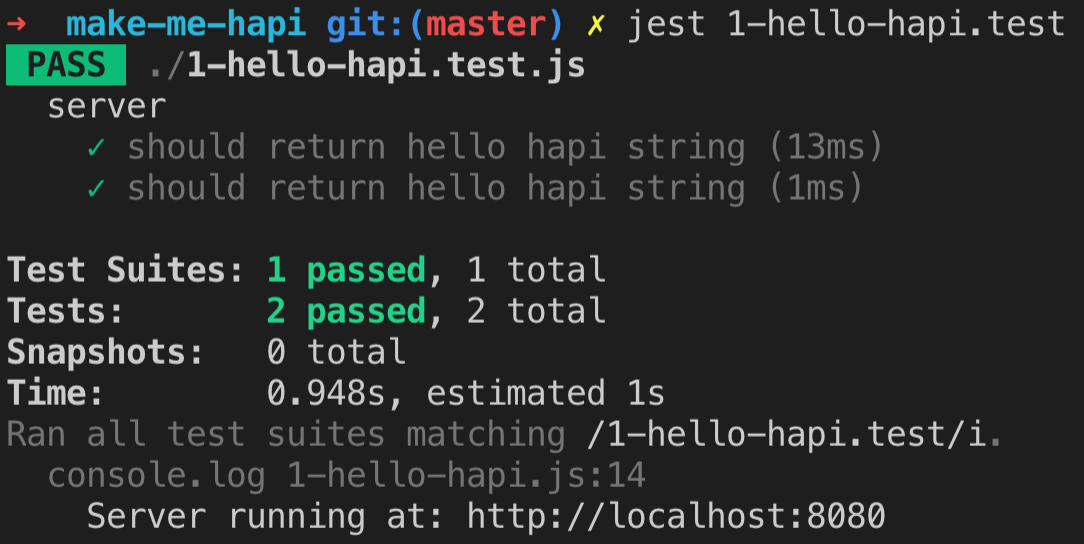 → make-me-hapi git:(master) ✗ jest 1-hello-hapi.test
PASS ./1-hello-hapi.test.js
server
✓ should return hello hapi string (13ms)
✓ should return hello hapi string (1ms)
Test Suites: 1 passed, 1 total
Tests: 2 passed, 2 total
Snapshots: 0 total
Time: 0.948s, estimated 1s
Ran all test suites matching /1-hello-hapi.test/i.
console.log 1-hello-hapi.js:14
Server running at: http://localhost:8080